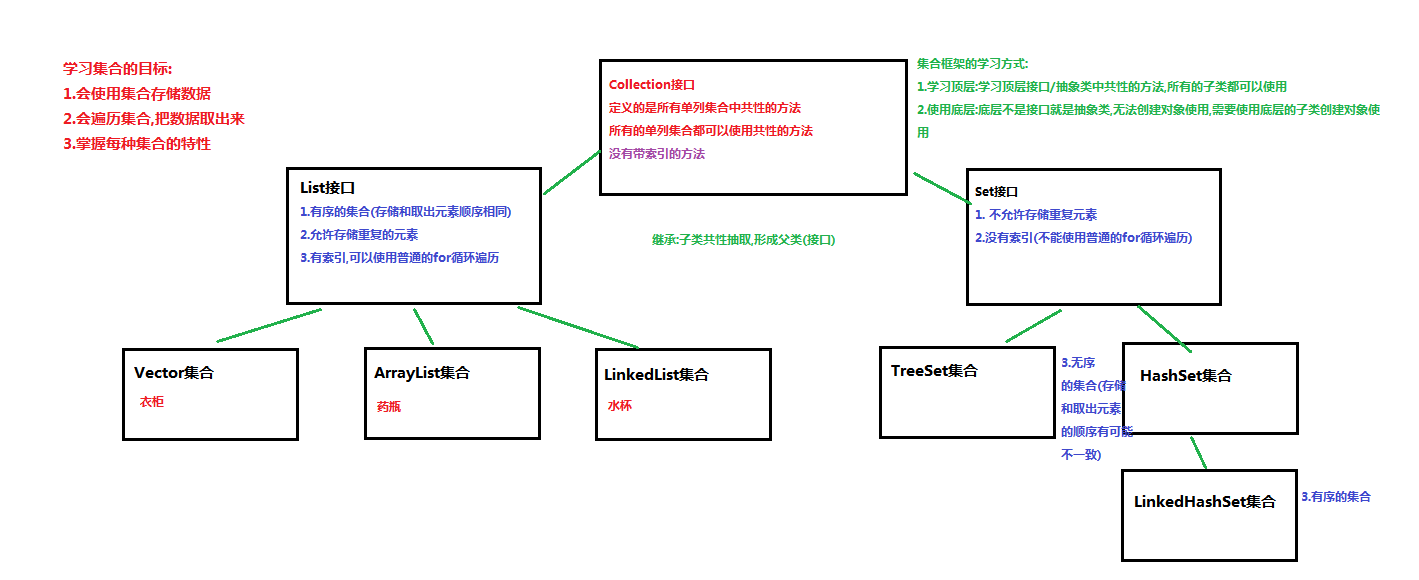 学习集合的目标:
1.会使用集合存储数据
2.会遍历集合,把数据取出来
3.掌握每种集合的特性
Collection接口
定义的是所有单列集合中共性的方法
所有的单列集合都可以使用共性的方法
没有带索引的方法
集合框架的学习方式:
1.学习顶层:学习顶层接口/抽象类中共性的方法,所有的子类都可以使用
2.使用底层:底层不是接口就是抽象类,无法创建对象使用,需要使用底层的子类创建对象使
用
List接口
1.有序的集合(存储和取出元素顺序相同)
2.允许存储重复的元素
3.有索引,可以使用普通的for循环遍历
继承:子类共性抽取,形成父类(接口)
Set接口
1. 不允许存储重复元素
2.没有索引(不能使用普通的for循环遍历)
Vector集合
衣柜
ArrayList集合
药瓶
LinkedList集合
水杯
TreeSet集合
3.无序
的集合(存储
和取出元素
的顺序有可能
不一致)
HashSet集合
LinkedHashSet集合
3.有序的集合